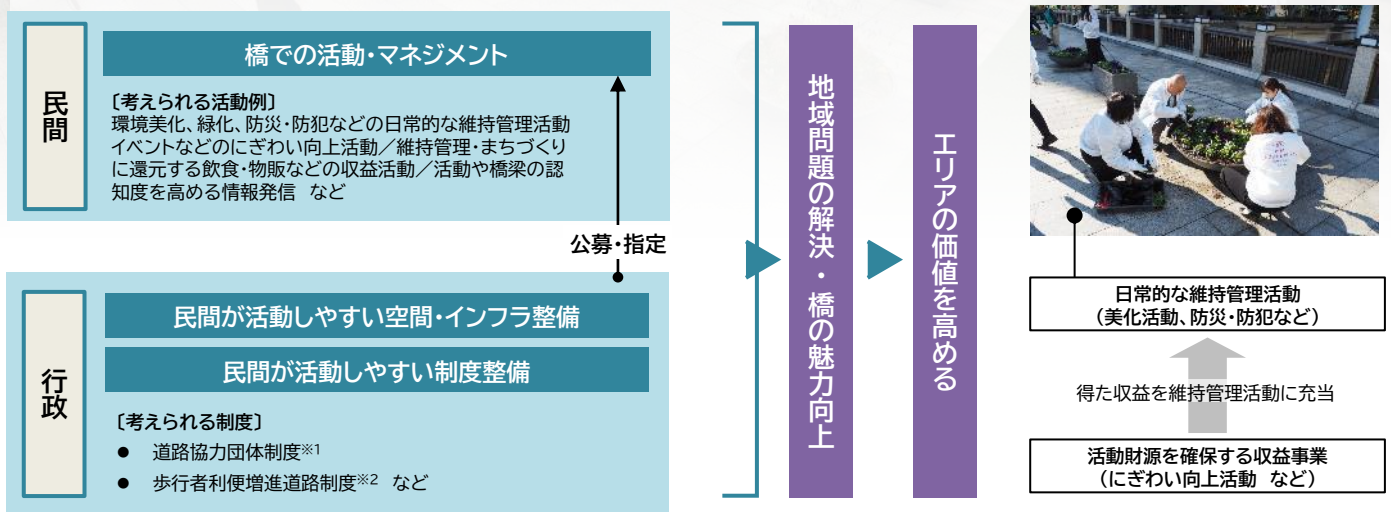 民間
橋での活動・マネジメント
〔考えられる活動例〕
環境美化、緑化、防災・防犯などの日常的な維持管理活動
イベントなどのにぎわい向上活動／維持管理・まちづくり
に還元する飲食・物販などの収益活動／活動や橋梁の認
知度を高める情報発信 など
公募・指定
行政
民間が活動しやすい空間・インフラ整備
民間が活動しやすい制度整備
〔考えられる制度〕
● 道路協力団体制度※1
● 歩行者利便増進道路制度※2 など
地域問題の解決・橋の魅力向上
エリアの価値を高める
日常的な維持管理活動
（美化活動、防災・防犯など）
得た収益を維持管理活動に充当
活動財源を確保する収益事業
（にぎわい向上活動 など）